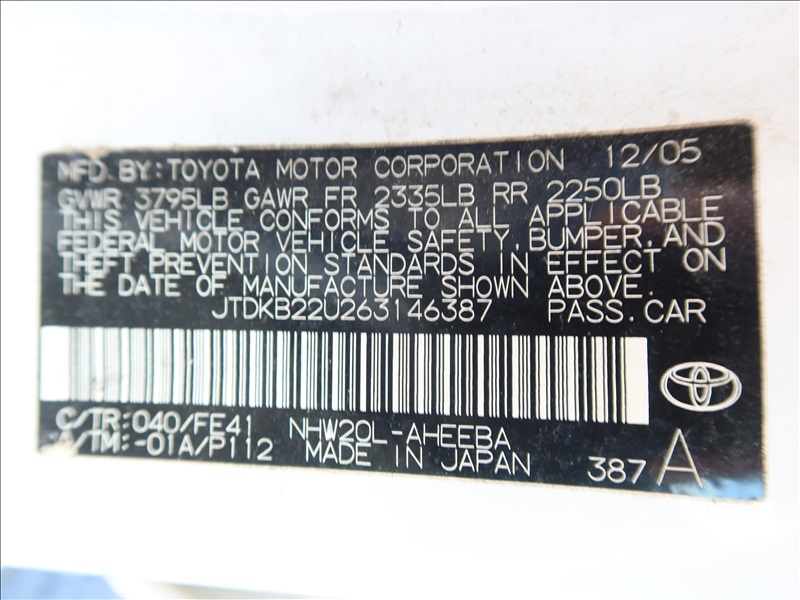 MFD. BY: TOYOTA MOTOR CORPORATION 12/05
GVWR 3795LB GAWR FR 2335LB RR 2250LB
THIS VEHICLE CONFORMS TO ALL APPLICABLE
FEDERAL MOTOR VEHICLE SAFETY, BUMPER, AND
THEFT PREVENTION STANDARDS IN EFFECT ON
THE DATE OF MANUFACTURE SHOWN ABOVE.
JTDKB22U263146387 PASS. CAR
C/TR: 040/FE41 NHW20L-AHEEBA
A/TM: -01A/P112 MADE IN JAPAN 387 A